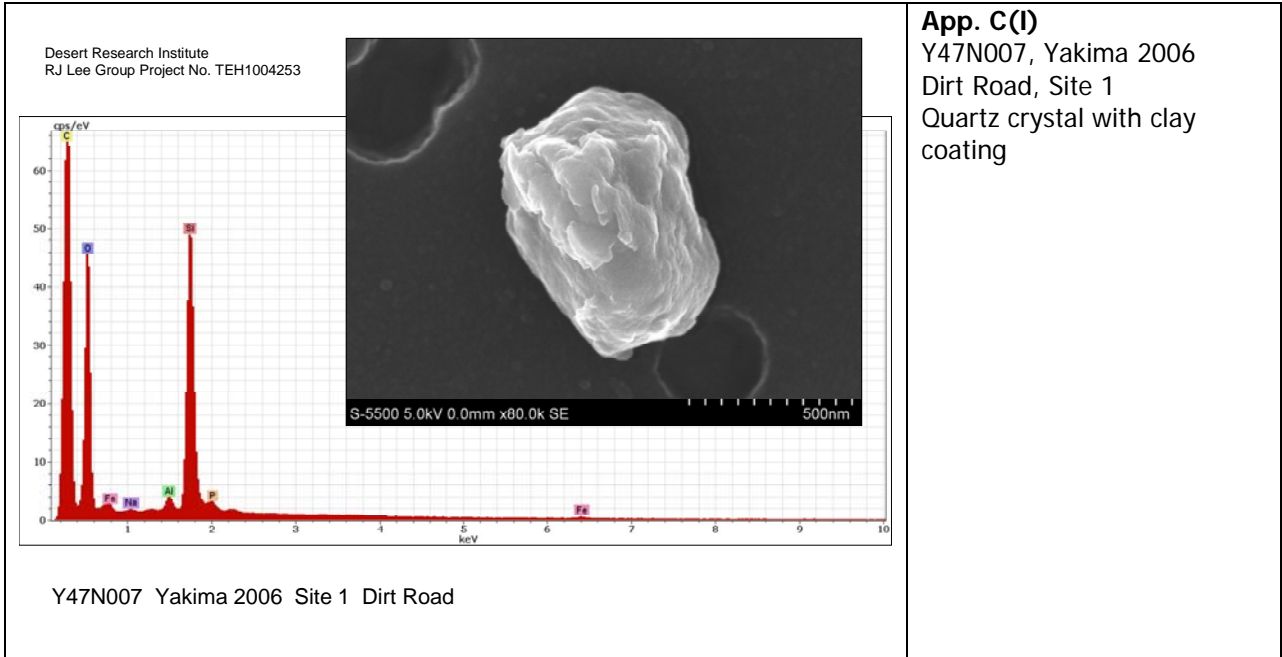 Desert Research Institute
RJ Lee Group Project No. TEH1004253
cps/eV
C
60
50
40
30
20
10
0
O
Fe
Na
Al
Si
P
Fe
1
2
3
4
5
6
7
8
9
10
keV
S-5500 5.0kV 0.0mm x80.0k SE
500nm
Y47N007 Yakima 2006 Site 1 Dirt Road
App. C(I)
Y47N007, Yakima 2006
Dirt Road, Site 1
Quartz crystal with clay
coating